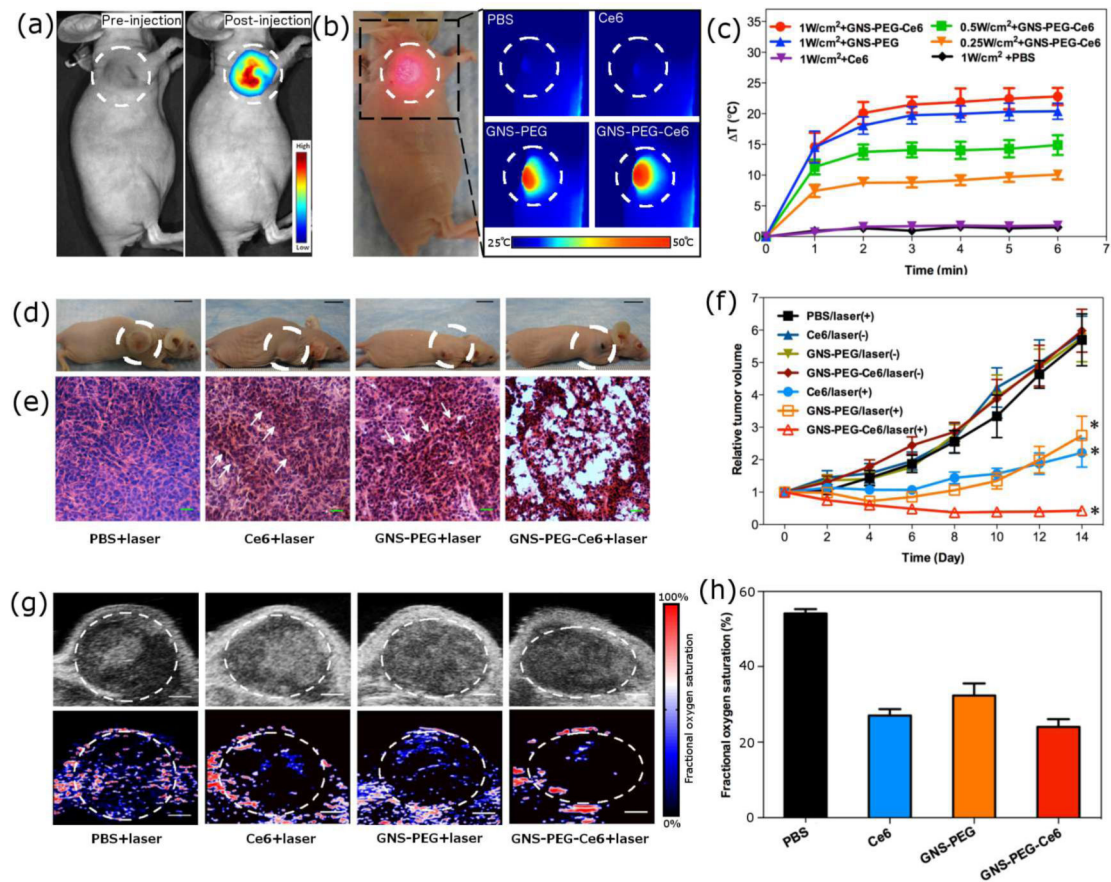 (a)
Pre-injection
Post-injection
High
Low
(b)
PBS
Ce6
GNS-PEG
GNS-PEG-Ce6
25℃
50℃
(c)
1W/cm²+GNS-PEG-Ce6
1W/cm²+GNS-PEG
1W/cm²+Ce6
0.5W/cm²+GNS-PEG-Ce6
0.25W/cm²+GNS-PEG-Ce6
1W/cm² +PBS
ΔT (°C)
35
30
25
20
15
10
5
0
0 1 2 3 4 5 6 7
Time (min)
(d)
(e)
PBS+laser
Ce6+laser
GNS-PEG+laser
GNS-PEG-Ce6+laser
(f)
PBS/laser(+)
Ce6/laser(-)
GNS-PEG/laser(-)
GNS-PEG-Ce6/laser(-)
Ce6/laser(+)
GNS-PEG/laser(+)
GNS-PEG-Ce6/laser(+)
Relative tumor volume
7
6
5
4
3
2
1
0
0 2 4 6 8 10 12 14
*
*
*
Time (Day)
(g)
100%
Fractional oxygen saturation
0%
PBS+laser
Ce6+laser
GNS-PEG+laser
GNS-PEG-Ce6+laser
(h)
Fractional oxygen saturation (%)
60
40
20
0
PBS
Ce6
GNS-PEG
GNS-PEG-Ce6